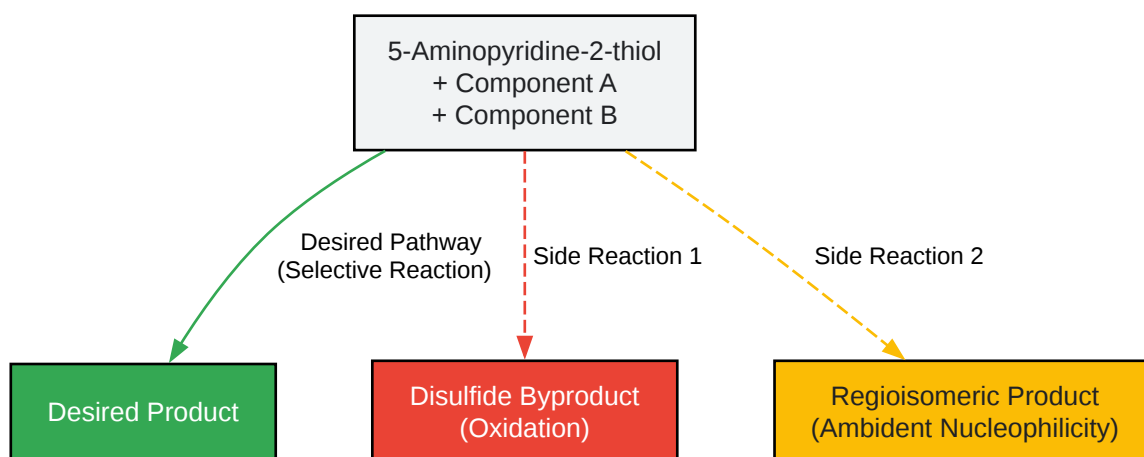 5-Aminopyridine-2-thiol
+ Component A
+ Component B
Desired Pathway
(Selective Reaction)
Side Reaction 1
Side Reaction 2
Desired Product
Disulfide Byproduct
(Oxidation)
Regioisomeric Product
(Ambident Nucleophilicity)